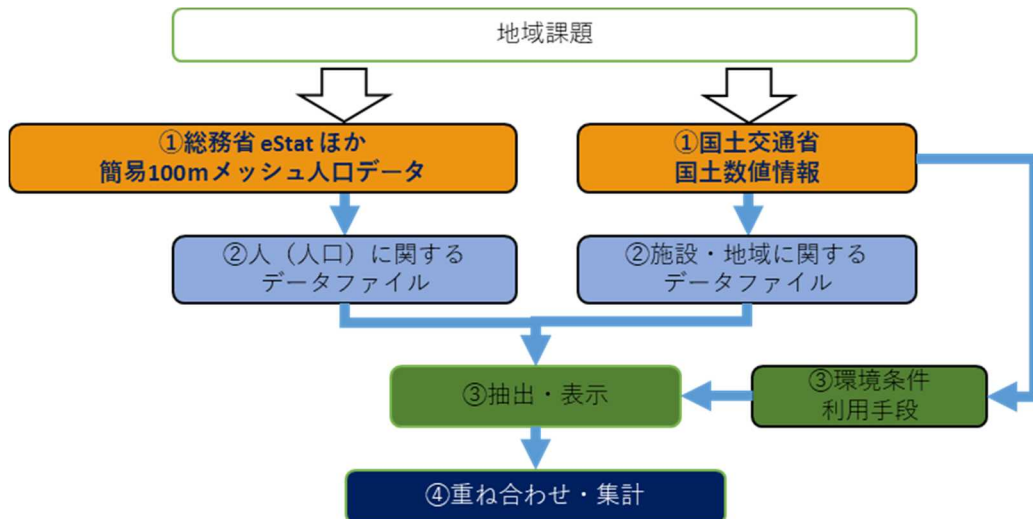 地域課題
①総務省 eStat ほか
簡易100mメッシュ人口データ
①国土交通省
国土数値情報
②人（人口）に関する
データファイル
②施設・地域に関する
データファイル
③抽出・表示
③環境条件
利用手段
④重ね合わせ・集計